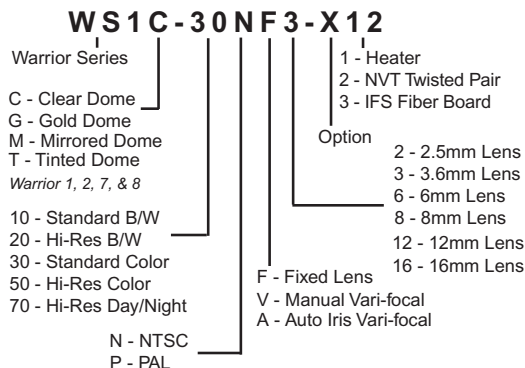 WS1C-30NF3-X12
Warrior Series
C - Clear Dome
G - Gold Dome
M - Mirrored Dome
T - Tinted Dome
Warrior 1, 2, 7, & 8
10 - Standard B/W
20 - Hi-Res B/W
30 - Standard Color
50 - Hi-Res Color
70 - Hi-Res Day/Night
N - NTSC
P - PAL
F - Fixed Lens
V - Manual Vari-focal
A - Auto Iris Vari-focal
2 - 2.5mm Lens
3 - 3.6mm Lens
6 - 6mm Lens
8 - 8mm Lens
12 - 12mm Lens
16 - 16mm Lens
Option
1 - Heater
2 - NVT Twisted Pair
3 - IFS Fiber Board